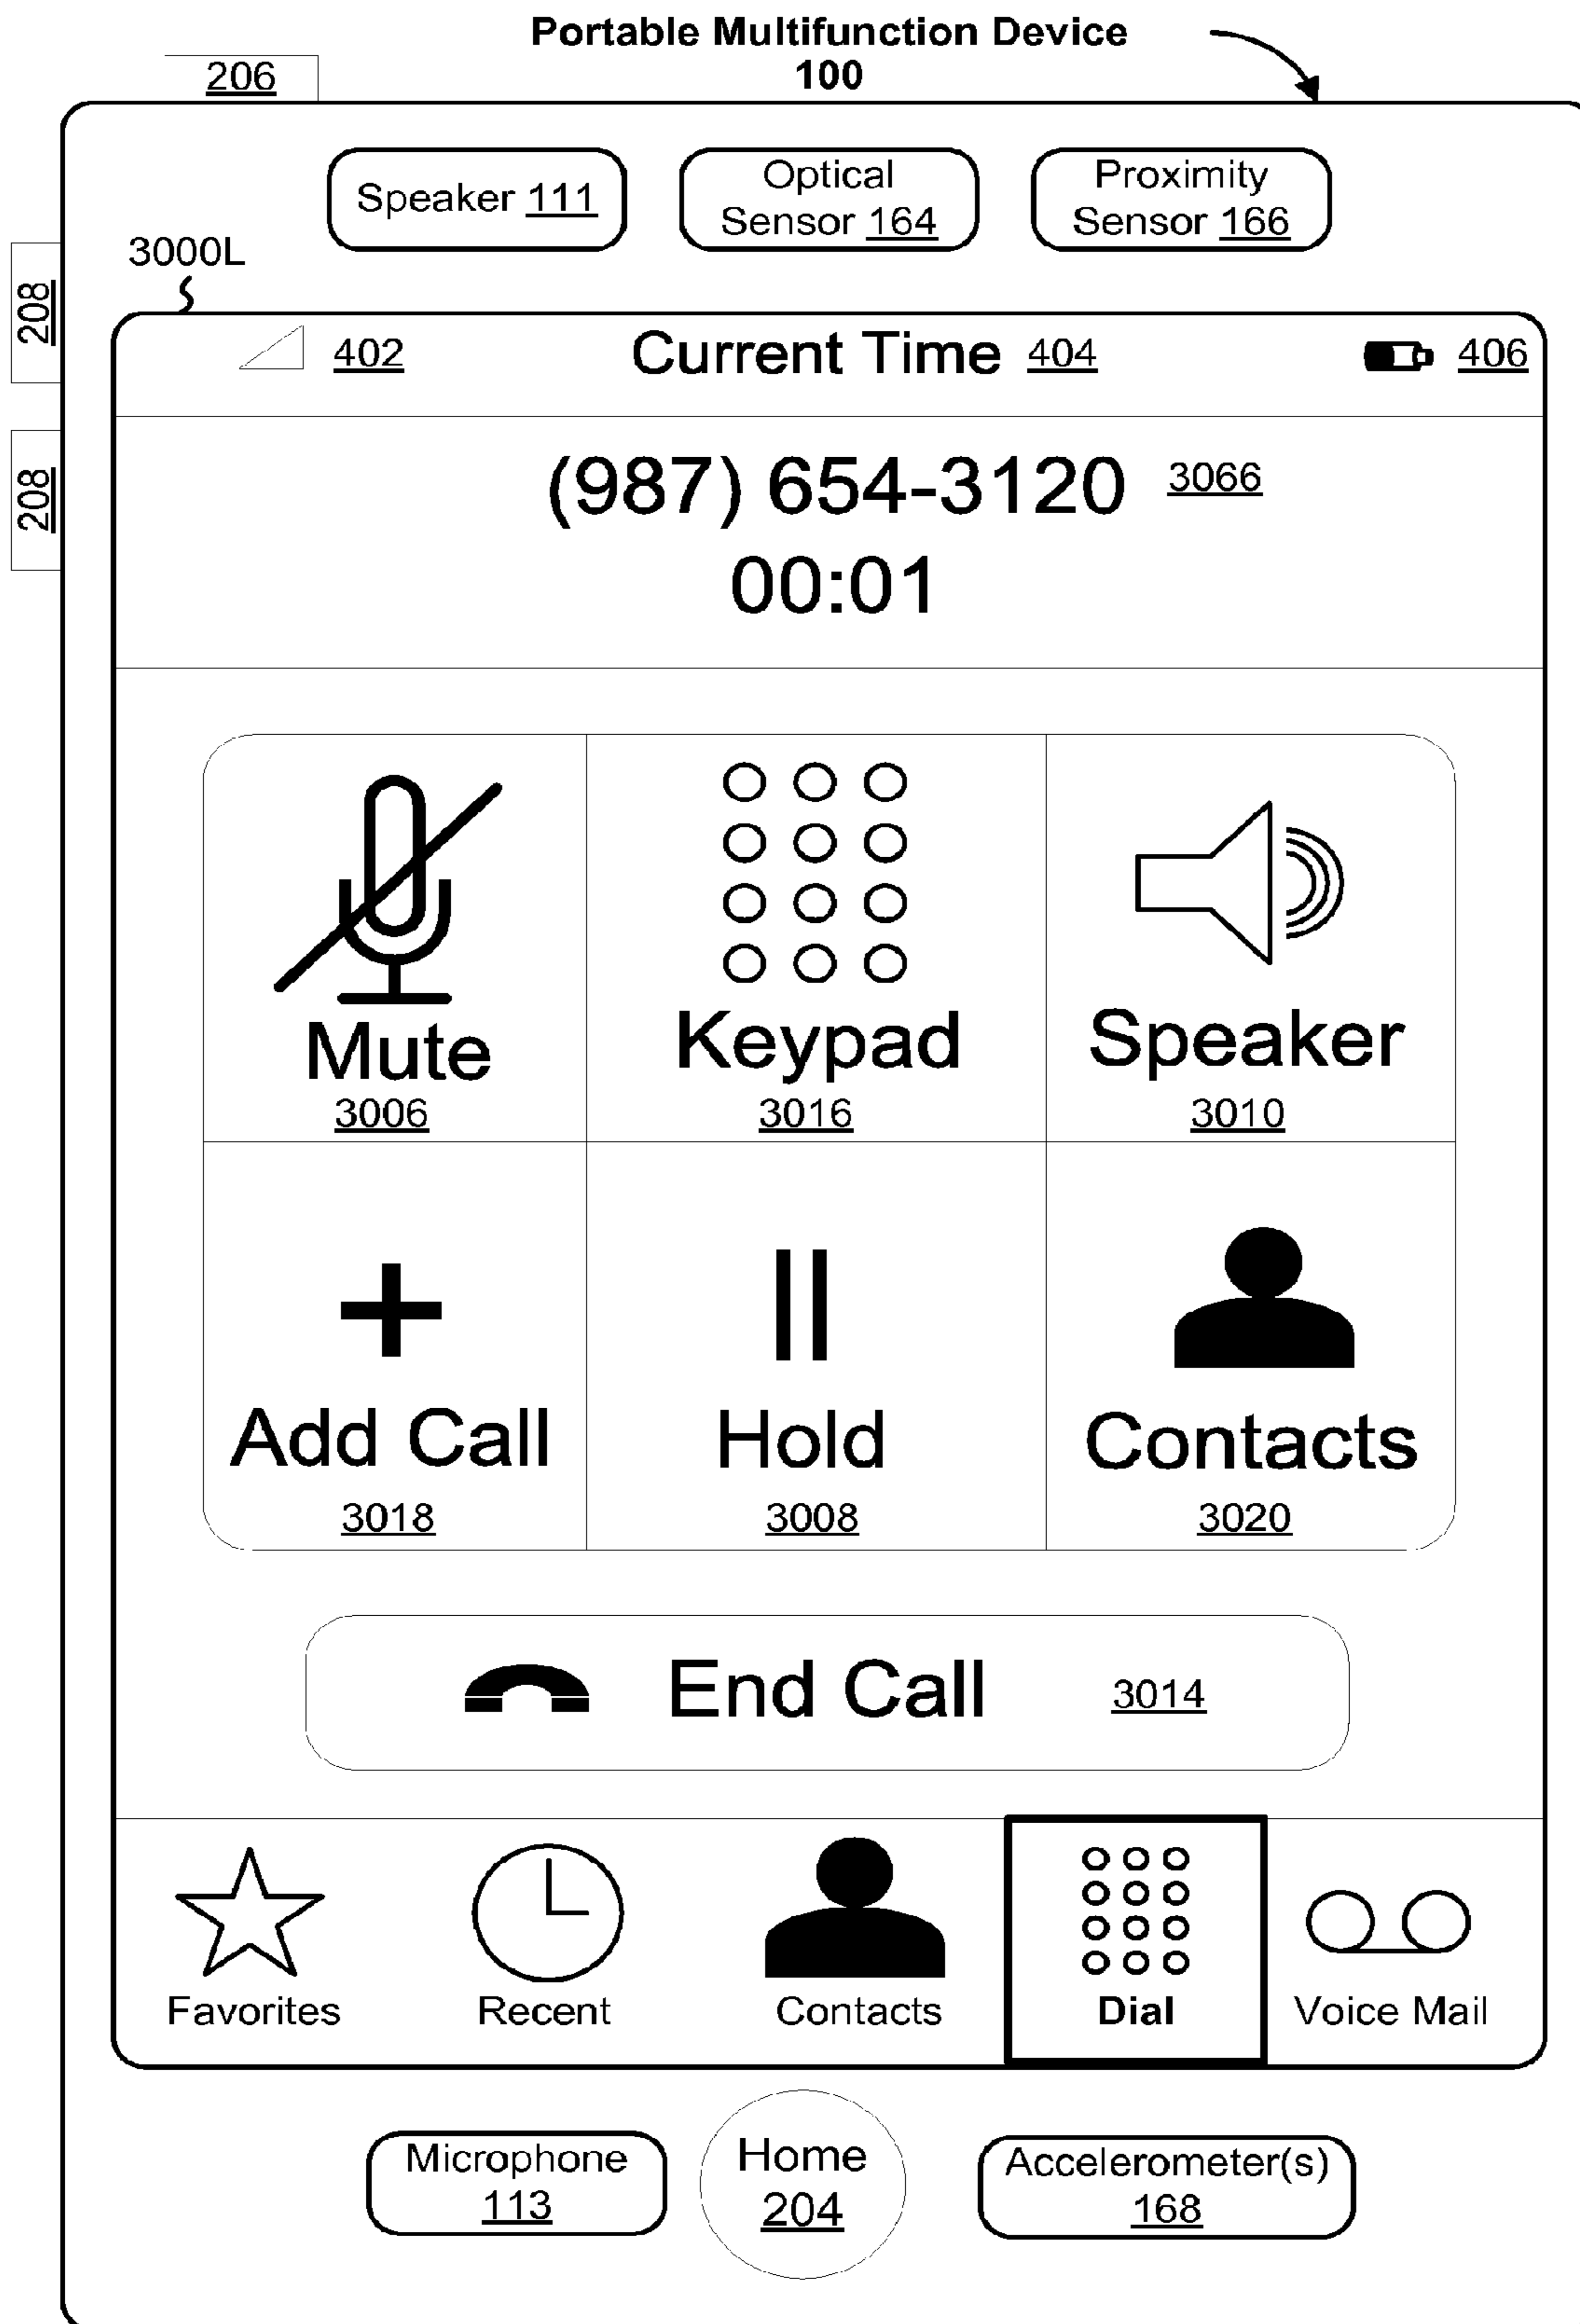 Portable Multifunction Device
100
206
Speaker 111
Optical
Sensor 164
Proximity
Sensor 166
3000L
208
208
402
Current Time 404
406
(987) 654-3120 3066
00:01
Mute
3006
Keypad
3016
Speaker
3010
Add Call
3018
Hold
3008
Contacts
3020
End Call 3014
Favorites
Recent
Contacts
Dial
Voice Mail
Microphone
113
Home
204
Accelerometer(s)
168